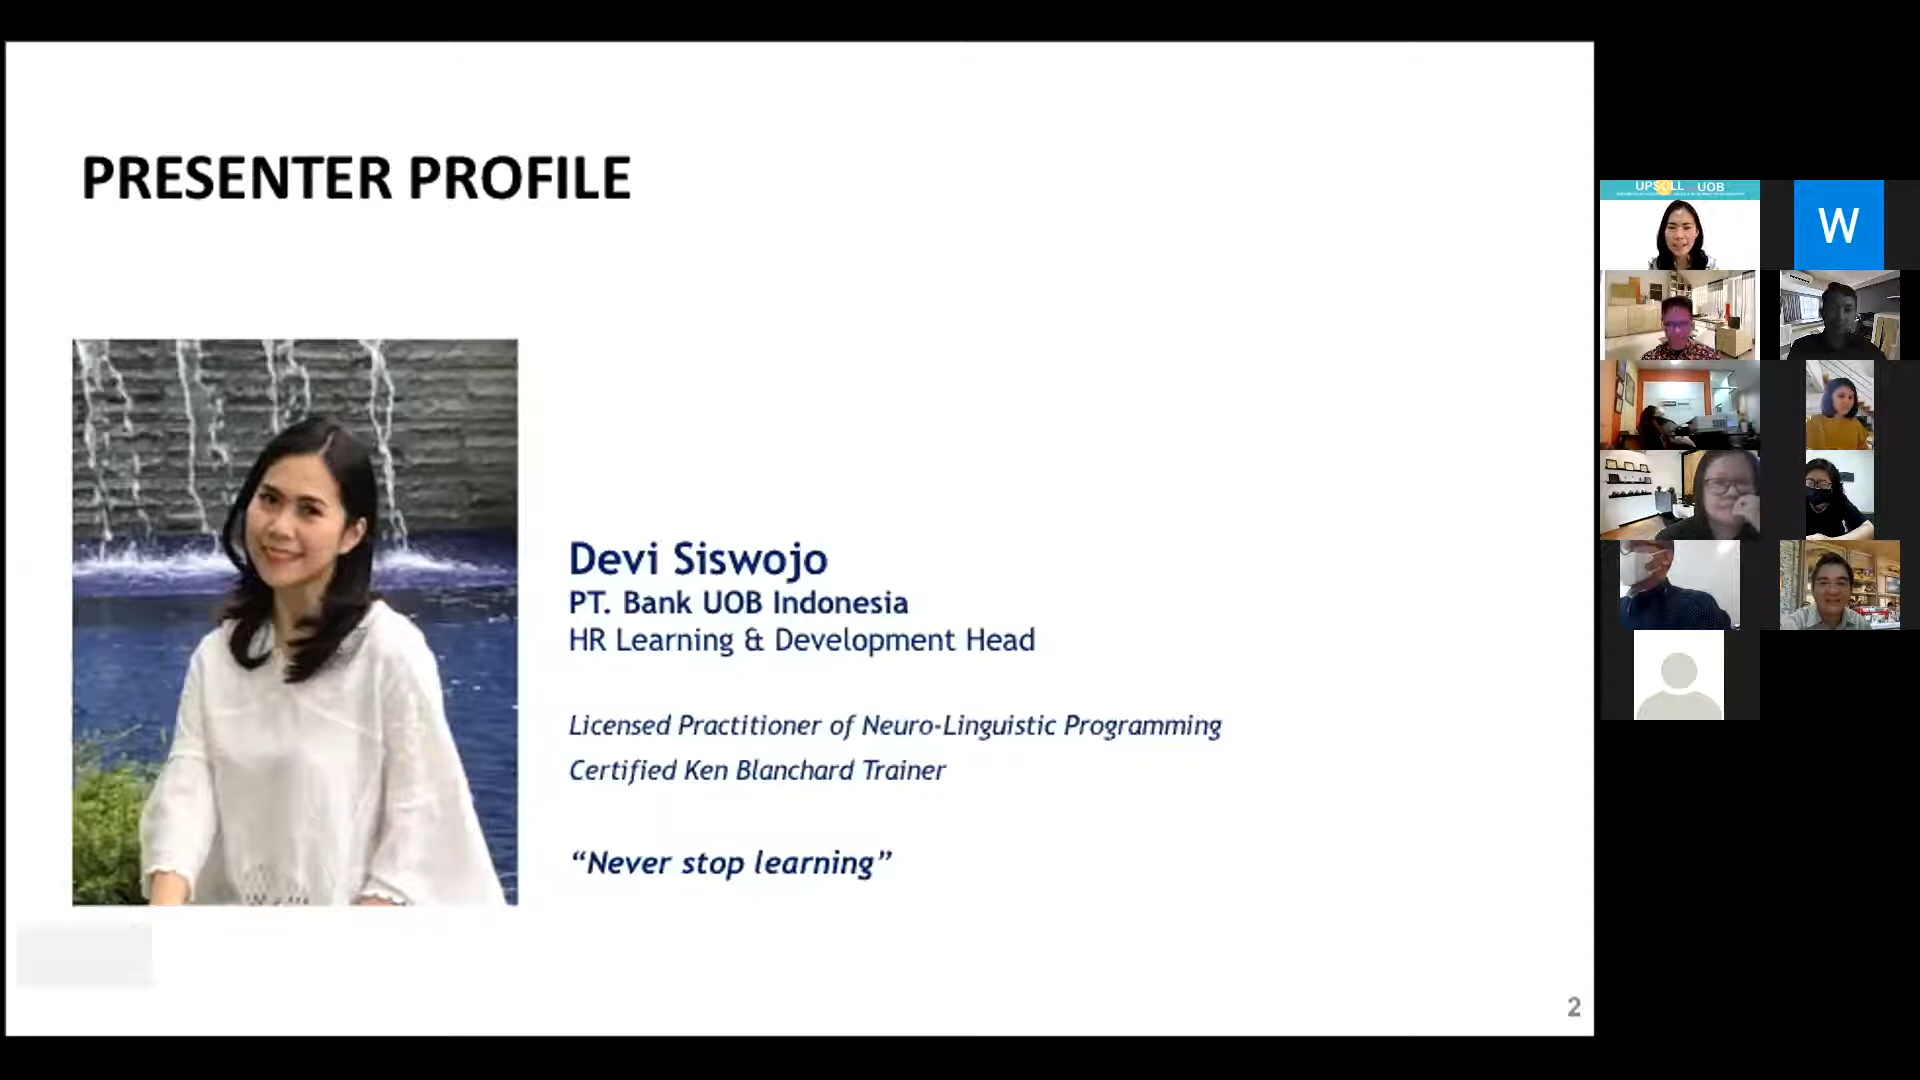 PRESENTER PROFILE
Devi Siswojo
PT. Bank UOB Indonesia
HR Learning & Development Head
Licensed Practitioner of Neuro-Linguistic Programming
Certified Ken Blanchard Trainer
“Never stop learning”
2
UPSKILL UOB
W